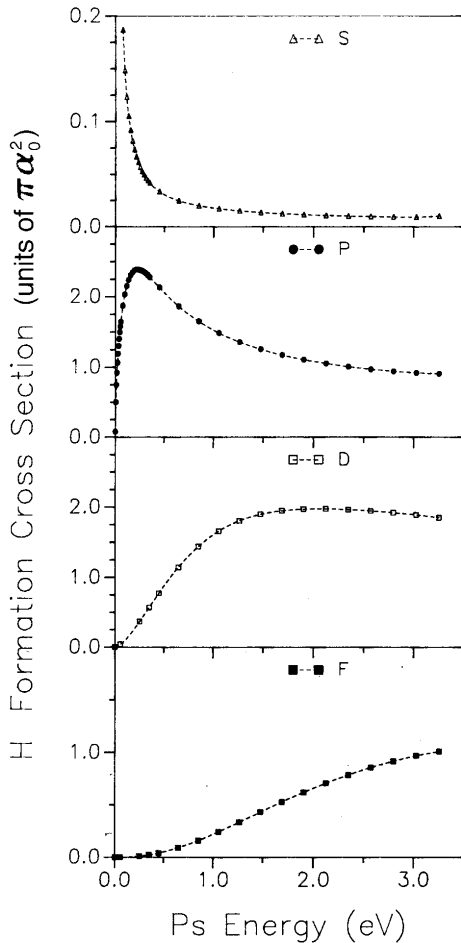 H Formation Cross Section (units of πα₀²)
0.2
0.1
0.0
△--△ S
2.0
1.0
0.0
●--● P
2.0
1.0
0.0
□--□ D
1.0
0.0
■--■ F
0.0 1.0 2.0 3.0
Ps Energy (eV)